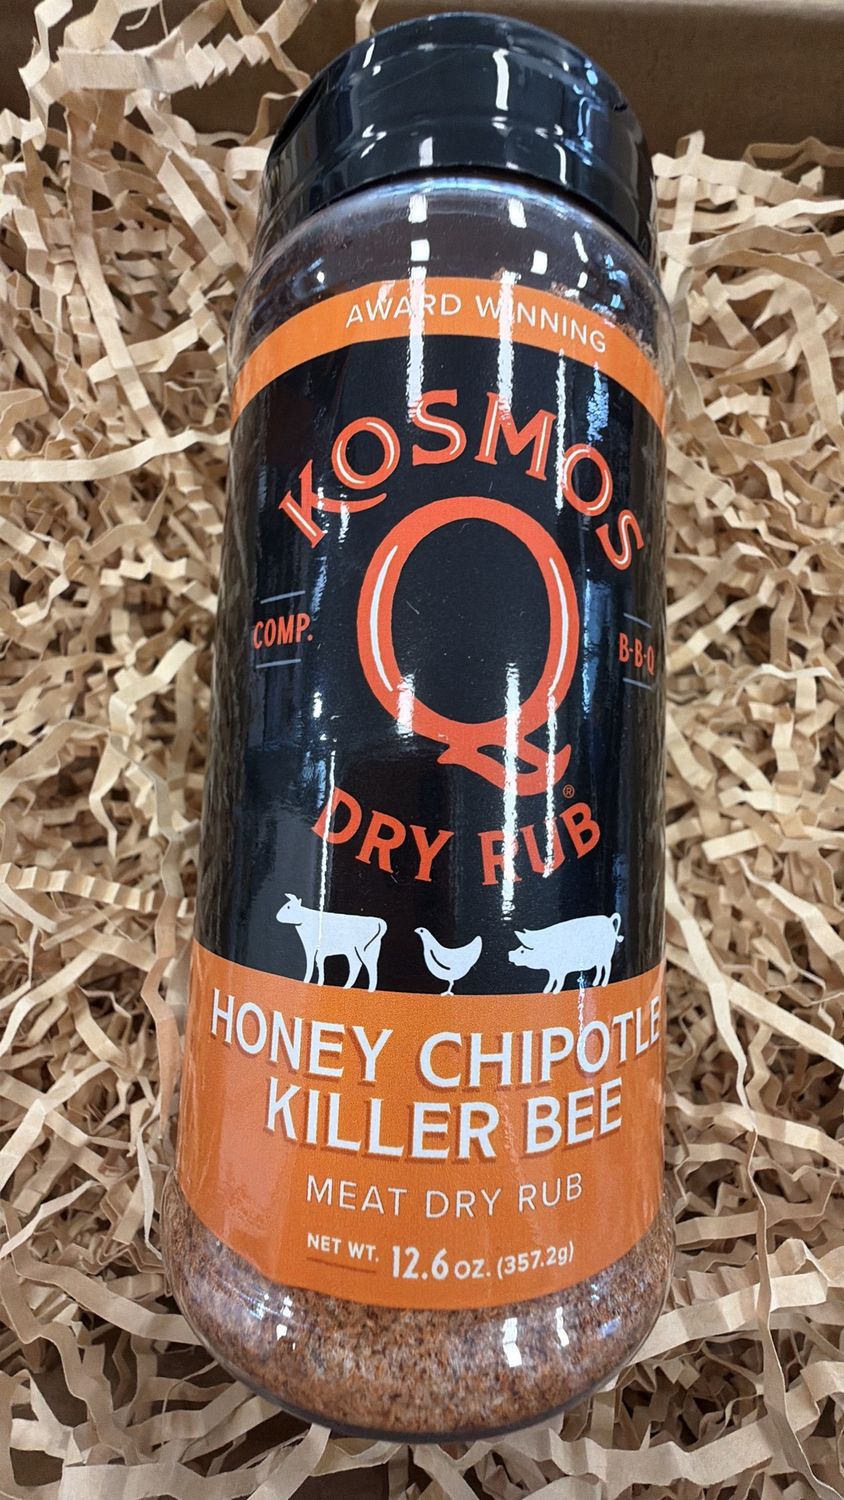 AWARD WINNING
KOSMOS
Q
COMP.
B-B-Q
DRY RUB®
HONEY CHIPOTLE
KILLER BEE
MEAT DRY RUB
NET WT. 12.6 oz. (357.2g)